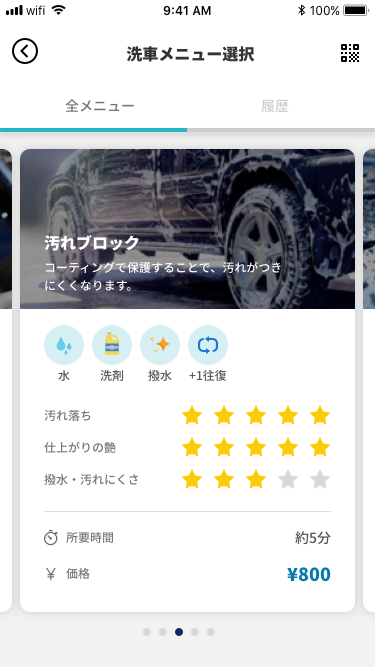 wifi 9:41 AM 100%
洗車メニュー選択
全メニュー 履歴
汚れブロック
コーティングで保護することで、汚れがつき
にくくなります。
水 洗剤 撥水 +1往復
汚れ落ち
仕上がりの艶
撥水・汚れにくさ
所要時間 約5分
¥ 価格 ¥800